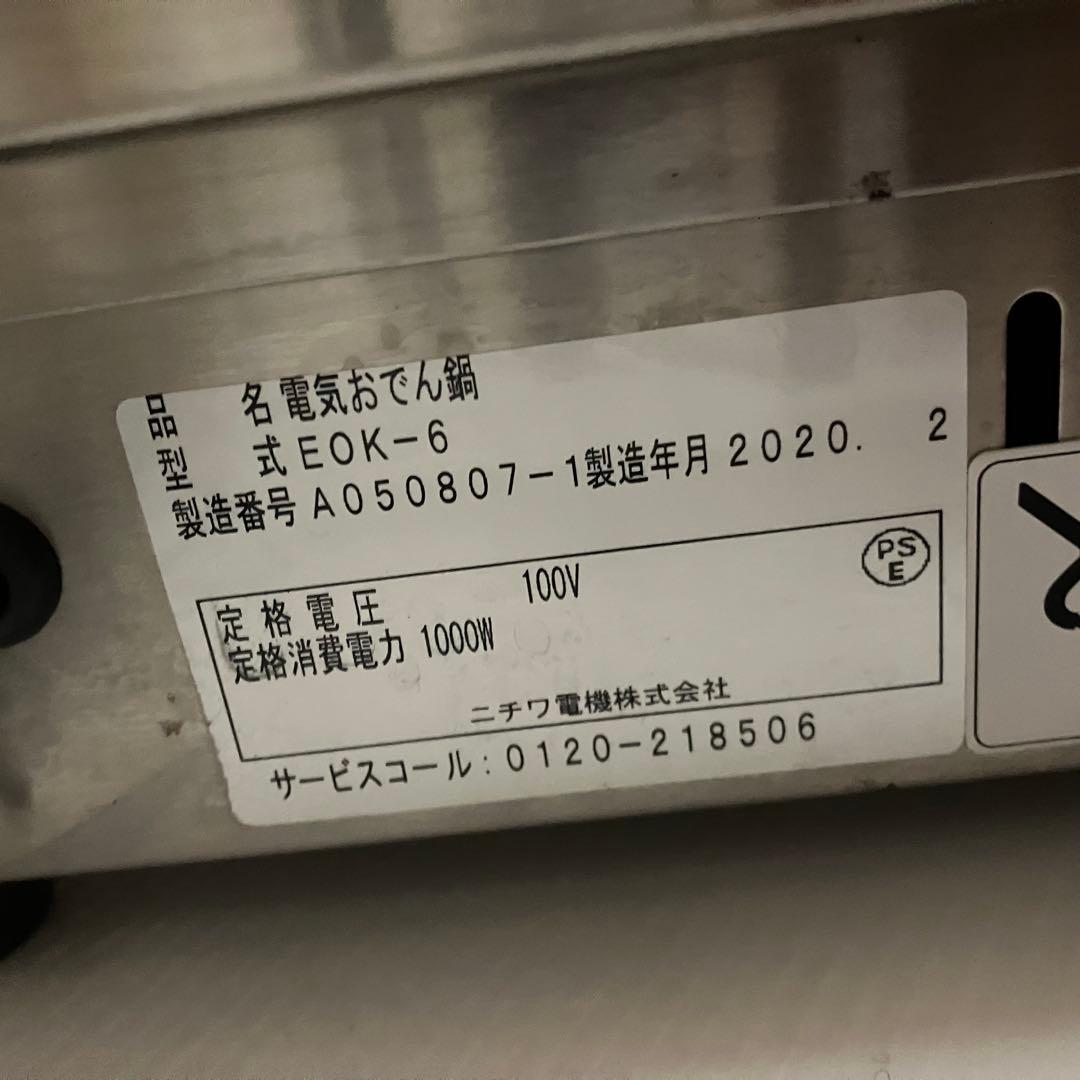 品 名 電気おでん鍋
型 式 EOK-6
製造番号 A050807-1 製造年月 2020. 2
PS
E
定格電圧 100V
定格消費電力 1000W
ニチワ電機株式会社
サービスコール:0120-218506